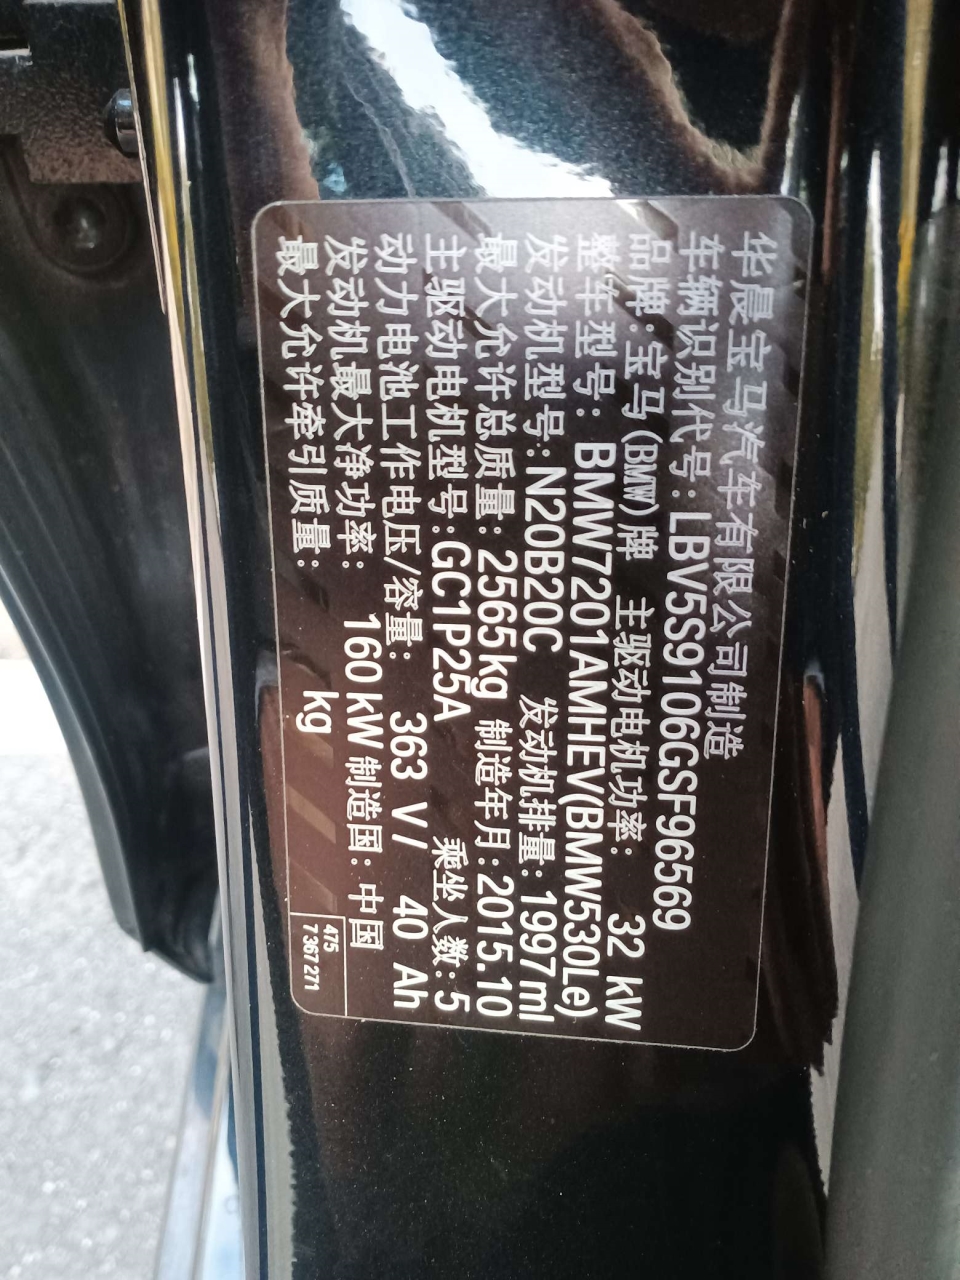 华晨宝马汽车有限公司制造
车辆识别代号:LBV5S9106GSF96569
品牌:宝马(BMW)牌 主驱动电机功率: 32 kW
整车型号: BMW7201AMHEV(BMW530Le)
发动机型号:N20B20C 发动机排量:1997ml
最大允许总质量: 2565kg 制造年月:2015.10
主驱动电机型号:GC1P25A 乘坐人数:5
动力电池工作电压/容量: 363 V/ 40 Ah
发动机最大净功率: 160kW 制造国:中国
最大允许牵引质量: kg
475
7 367 271